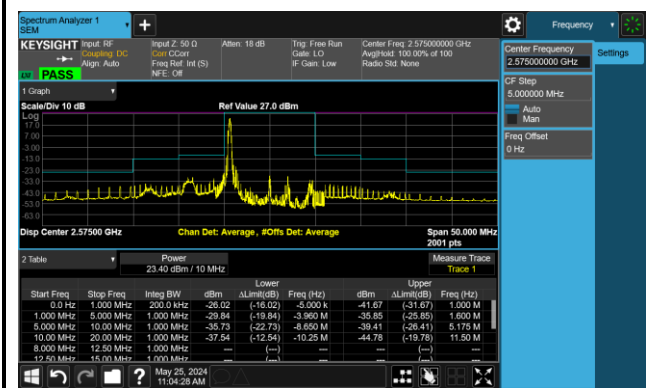 Spectrum Analyzer 1
SEM
Frequency
KEYSIGHT Input: RF Input Z: 50 Ω Atten: 18 dB Trig: Free Run Center Freq: 2.575000000 GHz
Coupling: DC Corr CCorr Gate: LO Avg|Hold: 100.00% of
Align: Auto Freq Ref: Int (S) IF Gain: Low Radio Std: None
NFE: Off
PASS
Center Frequency
2.575000000 GHz
Settings
CF Step
5.000000 MHz
Auto
Man
Freq Offset
0 Hz
1 Graph
Scale/Div 10 dB Ref Value 27.0 dBm
Log
17.0
7.00
-3.00
-13.0
-23.0
-33.0
-43.0
-53.0
-63.0
Disp Center 2.57500 GHz Chan Det: Average, #Offs Det: Average Span 50.000 MHz
2001 pts
2 Table Power Measure Trace
23.40 dBm / 10 MHz Trace 1
Lower Upper
Start Freq Stop Freq Integ BW dBm ΔLimit(dB) Freq (Hz) dBm ΔLimit(dB) Freq (Hz)
0.0 Hz 1.000 MHz 200.0 kHz -26.02 (-16.02) -5.000 k -41.67 (-31.67) 1.000 M
1.000 MHz 5.000 MHz 1.000 MHz -29.84 (-19.84) -3.960 M -35.85 (-25.85) 1.600 M
5.000 MHz 10.00 MHz 1.000 MHz -35.73 (-22.73) -8.650 M -39.41 (-26.41) 5.175 M
10.00 MHz 20.00 MHz 1.000 MHz -37.54 (-12.54) -10.25 M -44.78 (-19.78) 11.50 M
8.000 MHz 12.50 MHz 1.000 MHz --- (---) --- --- (---) ---
12.50 MHz 15.00 MHz 1.000 MHz --- (---) --- --- (---) ---
May 25, 2024
11:04:28 AM